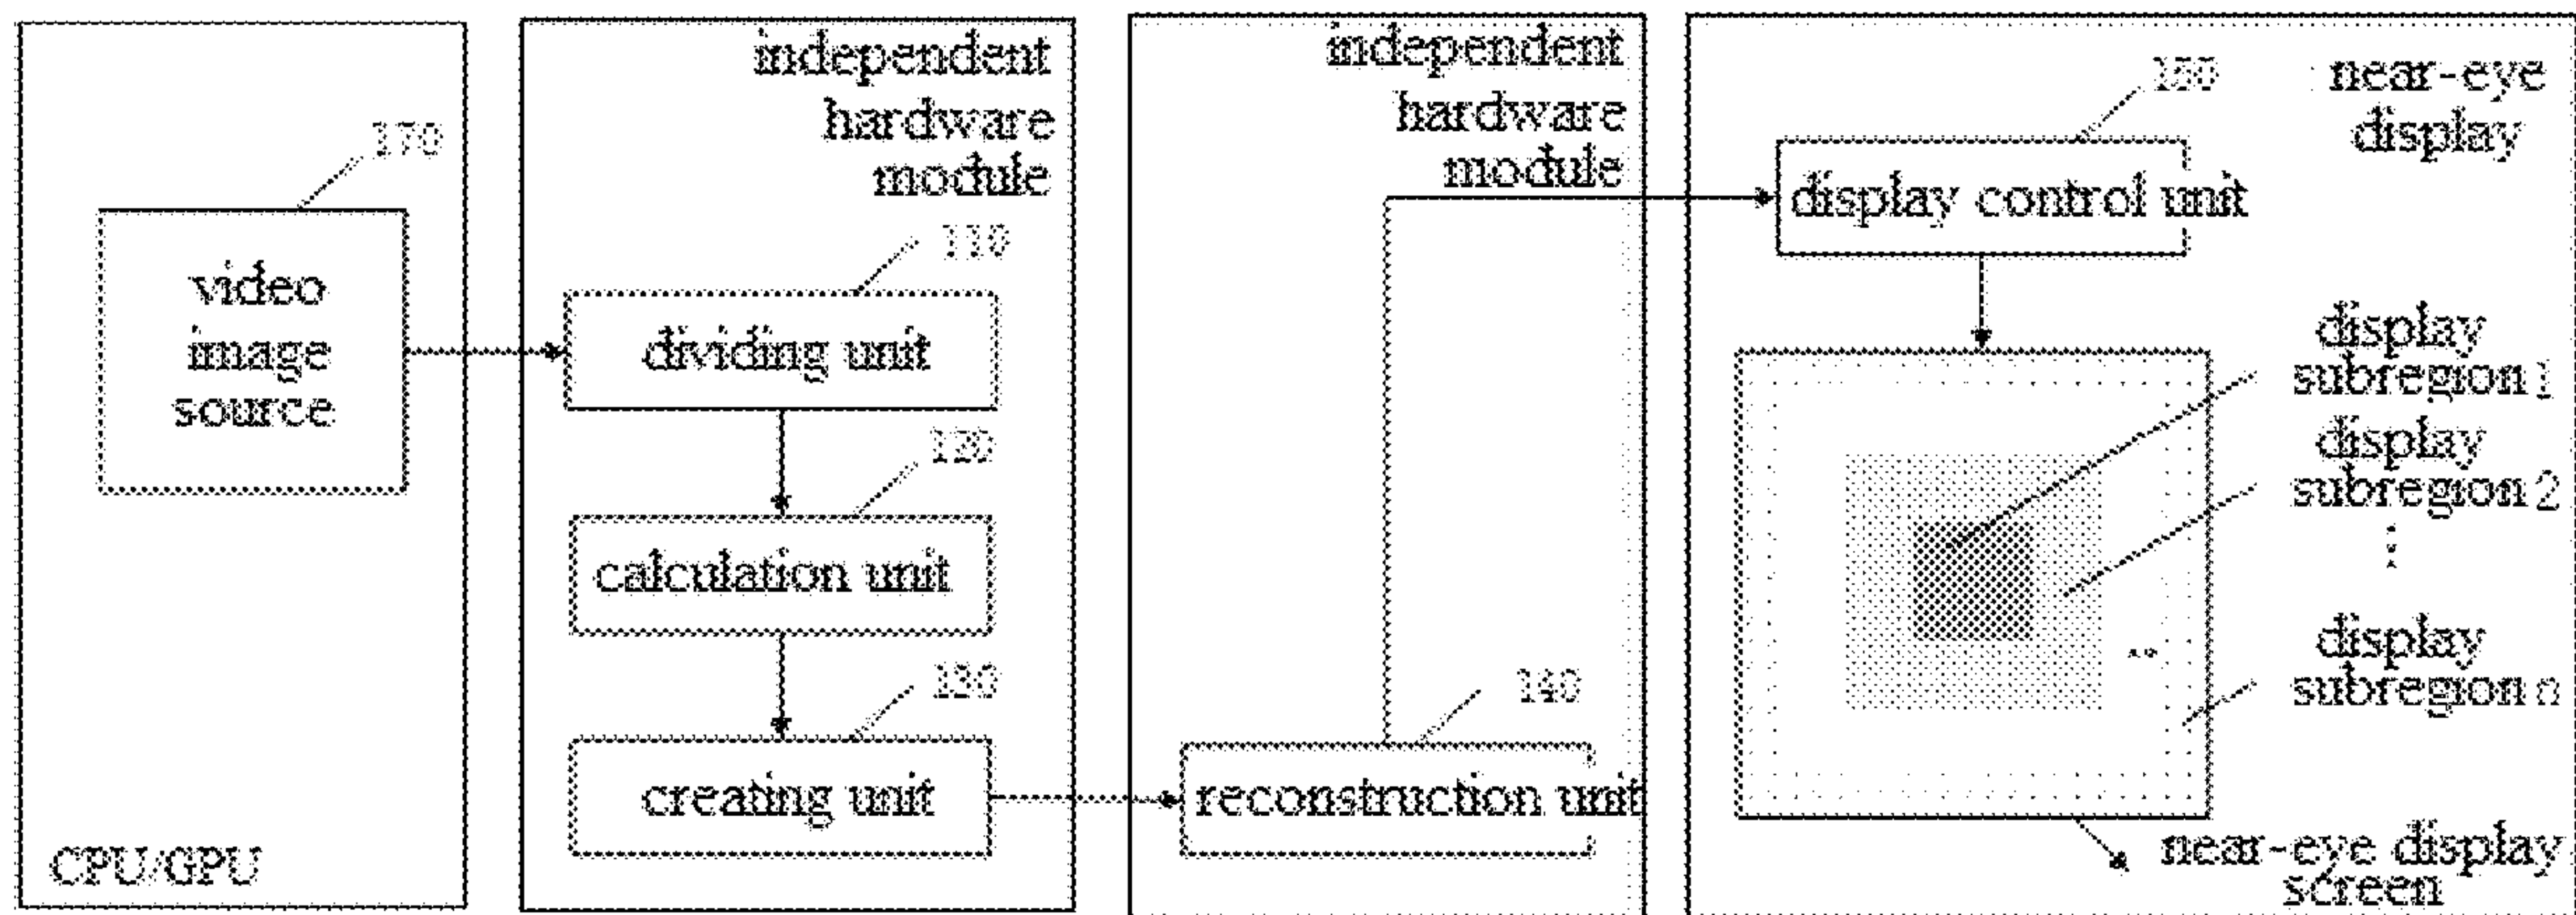 170
video
image
source
CPU/GPU
independent
hardware
module
110
dividing unit
120
calculation unit
130
creating unit
independent
hardware
module
140
reconstruction unit
near-eye
display
150
display control unit
display
subregion 1
display
subregion 2
display
subregion n
near-eye display
screen